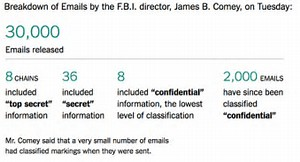 Breakdown of Emails by the F.B.I. director, James B. Comey, on Tuesday:
30,000
Emails released
8 CHAINS
included
"top secret"
information
36
included
"secret"
information
8
included "confidential"
information, the lowest
level of classification
2,000 EMAILS
have since been
classified
"confidential"
Mr. Comey said that a very small number of emails
had classified markings when they were sent.